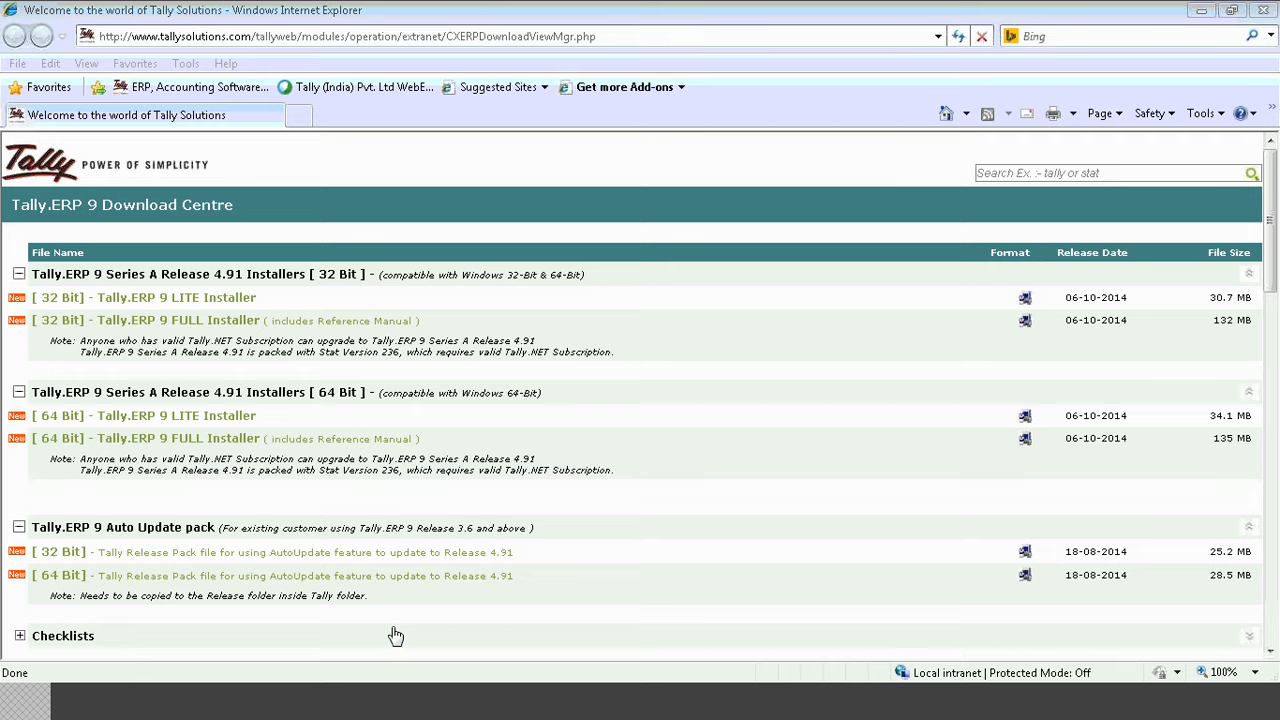 Welcome to the world of Tally Solutions - Windows Internet Explorer
http://www.tallysolutions.com/tallyweb/modules/operation/extranet/CXERPDownloadViewMgr.php
Bing
File Edit View Favorites Tools Help
Favorites ERP, Accounting Software... Tally (India) Pvt. Ltd WebE... Suggested Sites Get more Add-ons
Welcome to the world of Tally Solutions
Page Safety Tools
Tally POWER OF SIMPLICITY
Search Ex. :- tally or stat
Tally.ERP 9 Download Centre
File Name Format Release Date File Size
Tally.ERP 9 Series A Release 4.91 Installers [ 32 Bit ] - (compatible with Windows 32-Bit & 64-Bit)
New [ 32 Bit] - Tally.ERP 9 LITE Installer 06-10-2014 30.7 MB
New [ 32 Bit] - Tally.ERP 9 FULL Installer ( includes Reference Manual ) 06-10-2014 132 MB
Note: Anyone who has valid Tally.NET Subscription can upgrade to Tally.ERP 9 Series A Release 4.91
Tally.ERP 9 Series A Release 4.91 is packed with Stat Version 236, which requires valid Tally.NET Subscription.
Tally.ERP 9 Series A Release 4.91 Installers [ 64 Bit ] - (compatible with Windows 64-Bit)
New [ 64 Bit] - Tally.ERP 9 LITE Installer 06-10-2014 34.1 MB
New [ 64 Bit] - Tally.ERP 9 FULL Installer ( includes Reference Manual ) 06-10-2014 135 MB
Note: Anyone who has valid Tally.NET Subscription can upgrade to Tally.ERP 9 Series A Release 4.91
Tally.ERP 9 Series A Release 4.91 is packed with Stat Version 236, which requires valid Tally.NET Subscription.
Tally.ERP 9 Auto Update pack (For existing customer using Tally.ERP 9 Release 3.6 and above )
New [ 32 Bit] - Tally Release Pack file for using AutoUpdate feature to update to Release 4.91 18-08-2014 25.2 MB
New [ 64 Bit] - Tally Release Pack file for using AutoUpdate feature to update to Release 4.91 18-08-2014 28.5 MB
Note: Needs to be copied to the Release folder inside Tally folder.
Checklists
Done Local intranet | Protected Mode: Off 100%